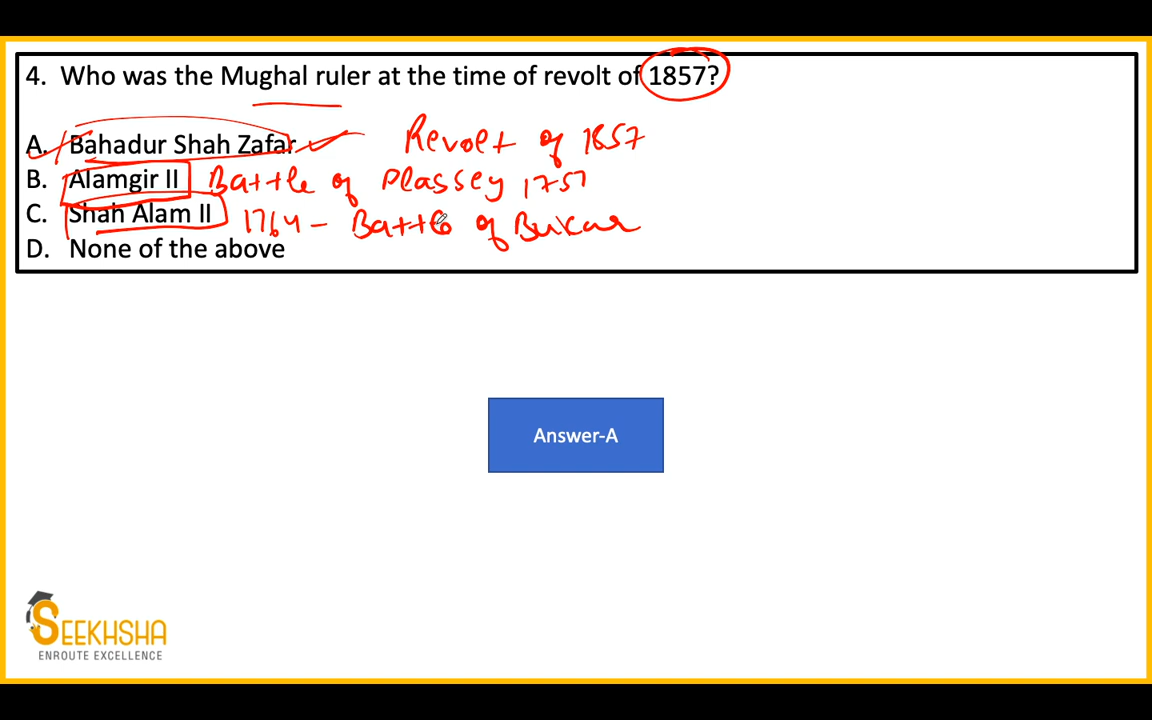 4. Who was the Mughal ruler at the time of revolt of 1857?
A. Bahadur Shah Zafar Revolt of 1857
B. Alamgir II Battle of Plassey 1757
C. Shah Alam II 1764 - Battle of Buxar
D. None of the above
Answer-A
SEEKHSHA
ENROUTE EXCELLENCE